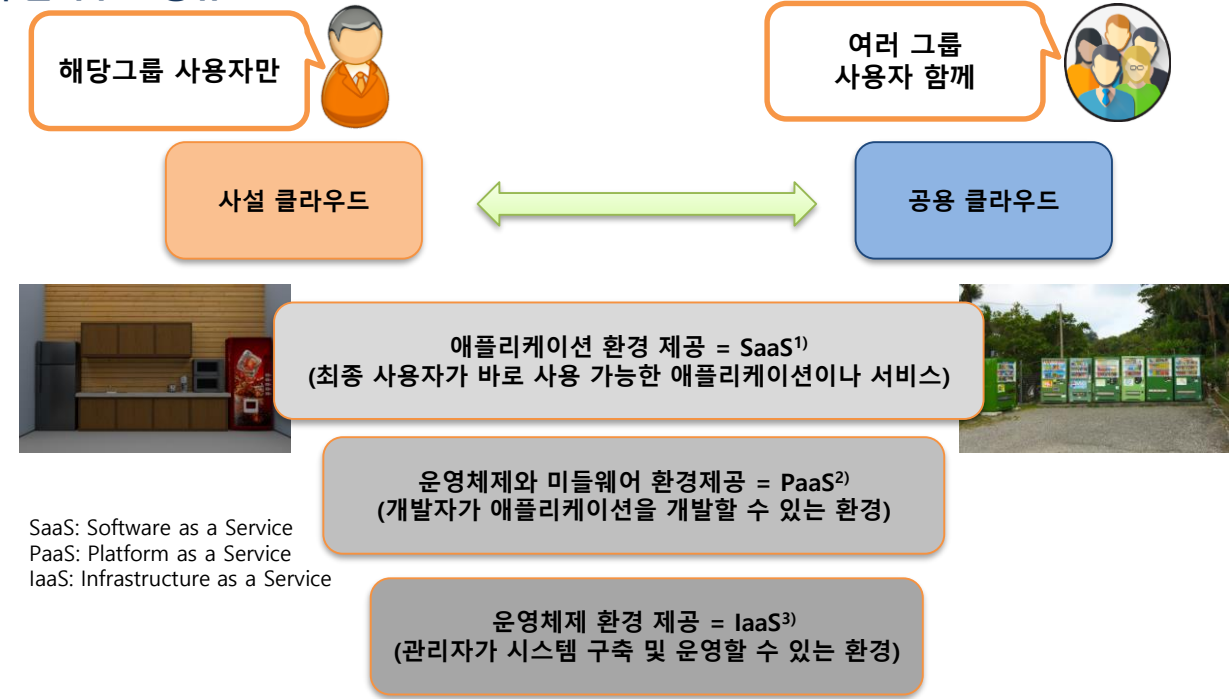 해당그룹 사용자만
여러 그룹
사용자 함께
사설 클라우드
공용 클라우드
애플리케이션 환경 제공 = SaaS1)
(최종 사용자가 바로 사용 가능한 애플리케이션이나 서비스)
운영체제와 미들웨어 환경제공 = PaaS2)
(개발자가 애플리케이션을 개발할 수 있는 환경)
SaaS: Software as a Service
PaaS: Platform as a Service
IaaS: Infrastructure as a Service
운영체제 환경 제공 = IaaS3)
(관리자가 시스템 구축 및 운영할 수 있는 환경)